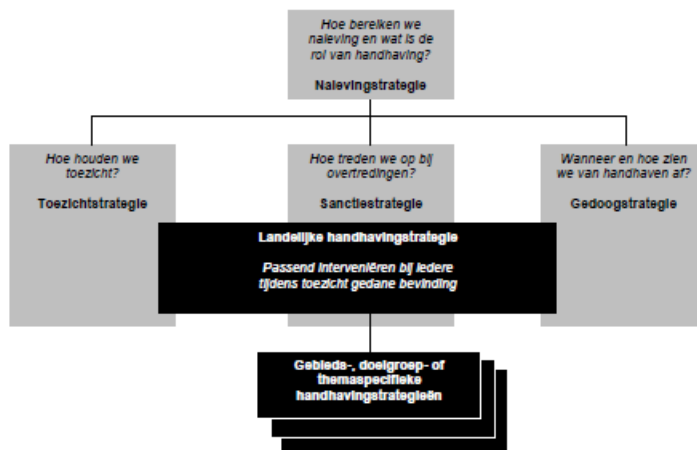 Hoe bereiken we
naleving en wat is de
rol van handhaving?
Nalevingstrategie
Hoe houden we
toezicht?
Toezichtstrategie
Hoe treden we op bij
overtredingen?
Sanctiestrategie
Wanneer en hoe zien
we van handhaven af?
Gedoogstrategie
Landelijke handhavingstrategie
Passend interveniëren bij iedere
tijdens toezicht gedane bevinding
Gebieds-, doelgroep- of
themaspecifieke
handhavingstrategieën